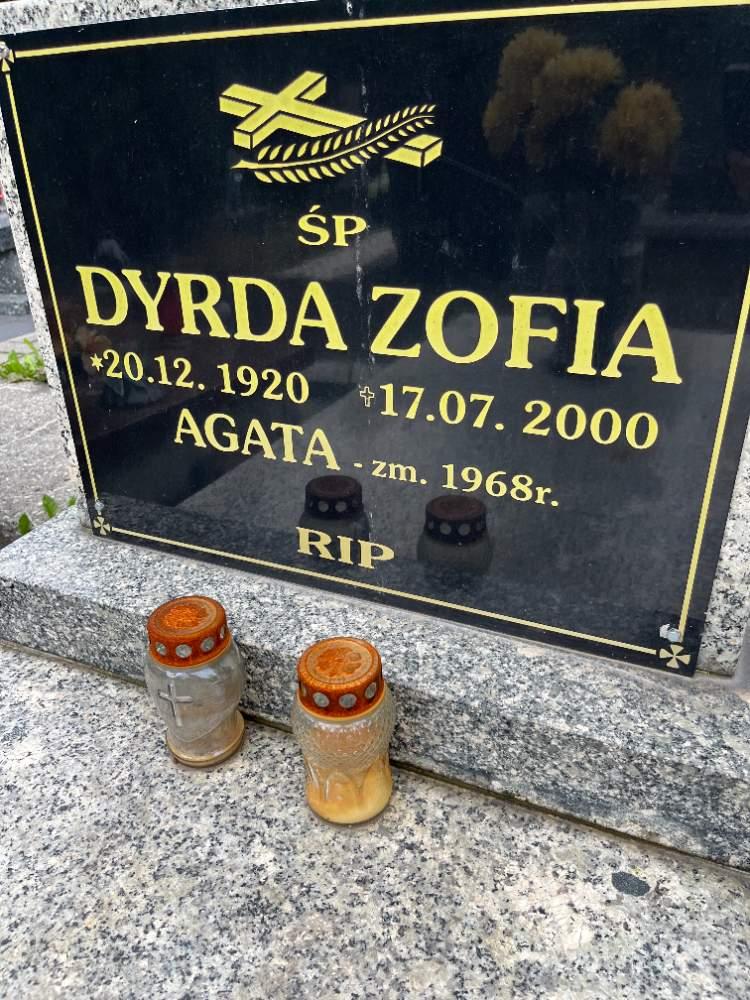 ŚP
DYRDA ZOFIA
*20.12. 1920 ✝17.07. 2000
AGATA - zm. 1968r.
RIP